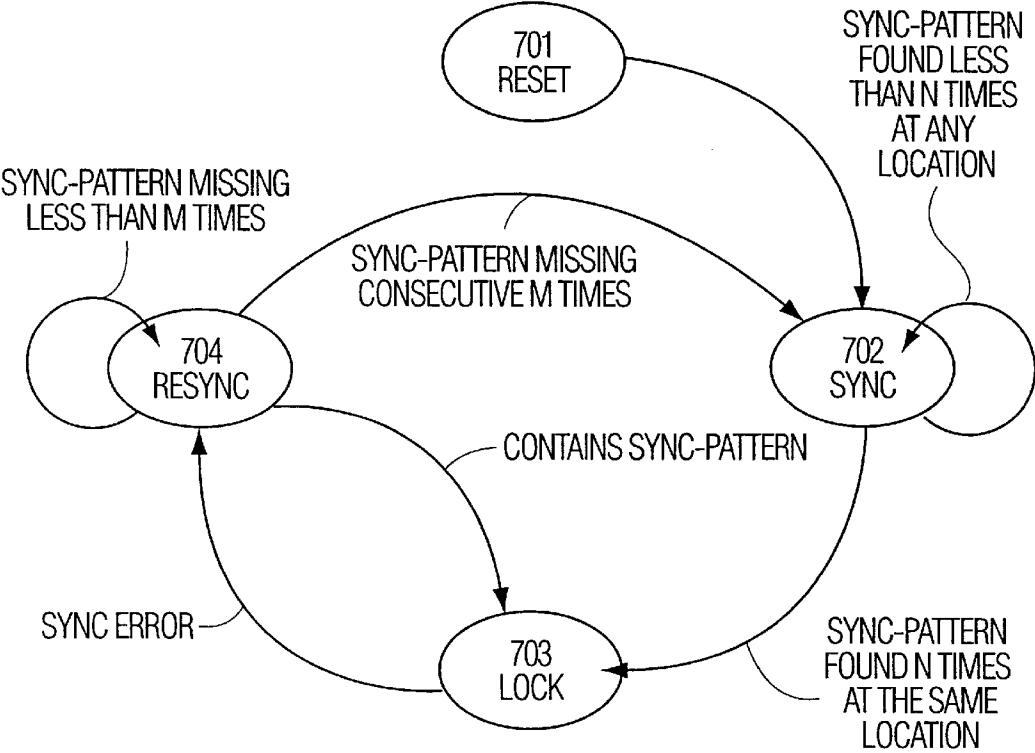 701
RESET
SYNC-PATTERN
FOUND LESS
THAN N TIMES
AT ANY
LOCATION
SYNC-PATTERN MISSING
LESS THAN M TIMES
SYNC-PATTERN MISSING
CONSECUTIVE M TIMES
704
RESYNC
702
SYNC
CONTAINS SYNC-PATTERN
SYNC ERROR
703
LOCK
SYNC-PATTERN
FOUND N TIMES
AT THE SAME
LOCATION